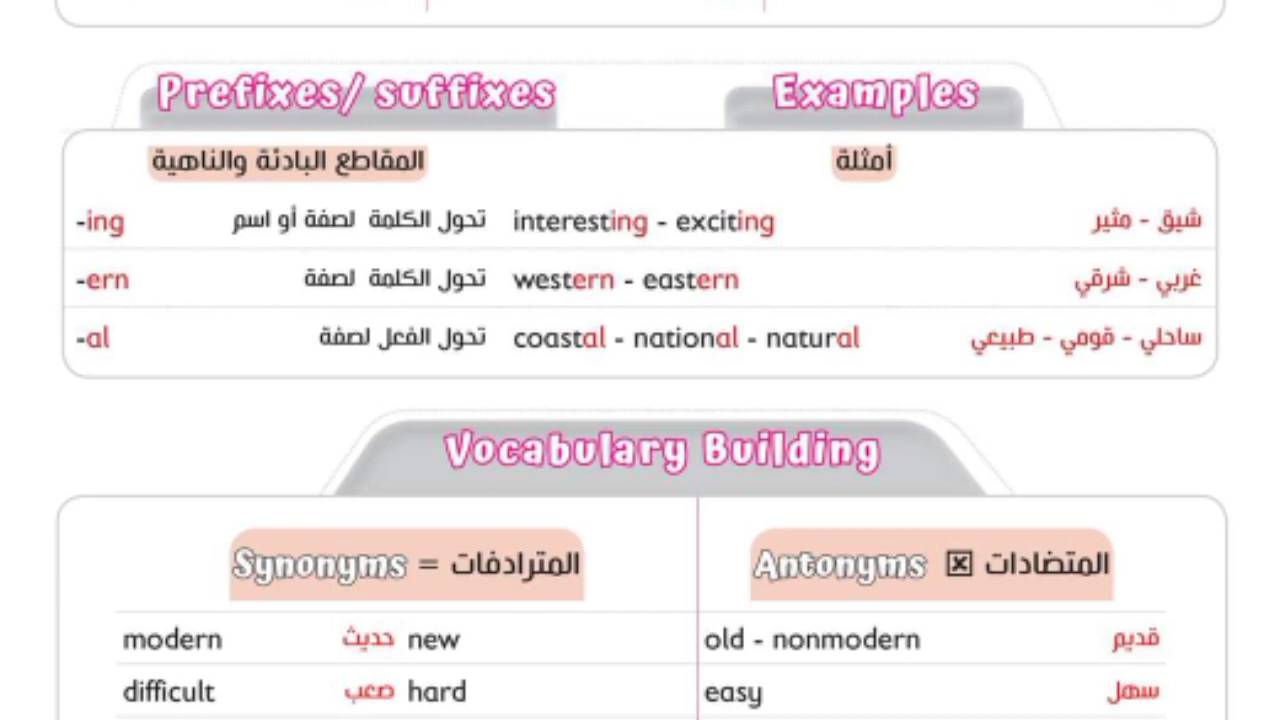 Prefixes/ suffixes Examples
المقاطع البادئة والناهية أمثلة
-ing تحول الكلمة لصفة أو اسم interesting - exciting شيق - مثير
-ern تحول الكلمة لصفة western - eastern غربي - شرقي
-al تحول الفعل لصفة coastal - national - natural ساحلي - قومي - طبيعي
Vocabulary Building
Synonyms = المترادفات Antonyms ☒ المتضادات
modern حديث new old - nonmodern قديم
difficult صعب hard easy سهل